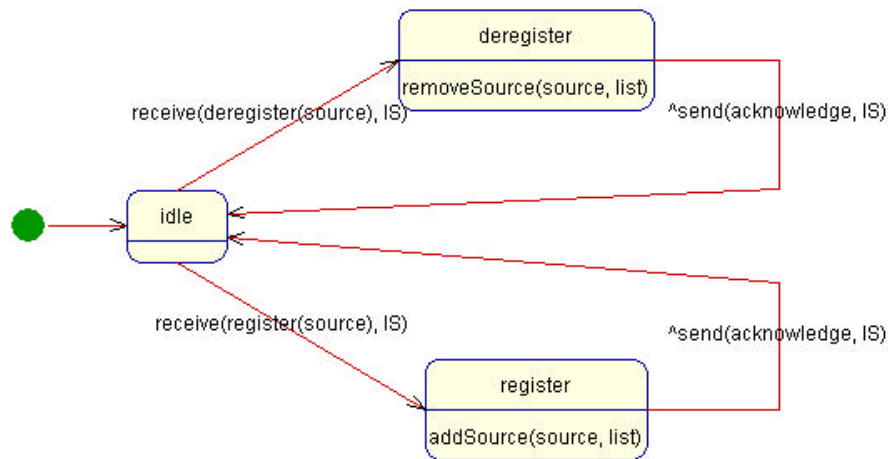 deregister
removeSource(source, list)
receive(deregister(source), IS)
^send(acknowledge, IS)
idle
receive(register(source), IS)
^send(acknowledge, IS)
register
addSource(source, list)